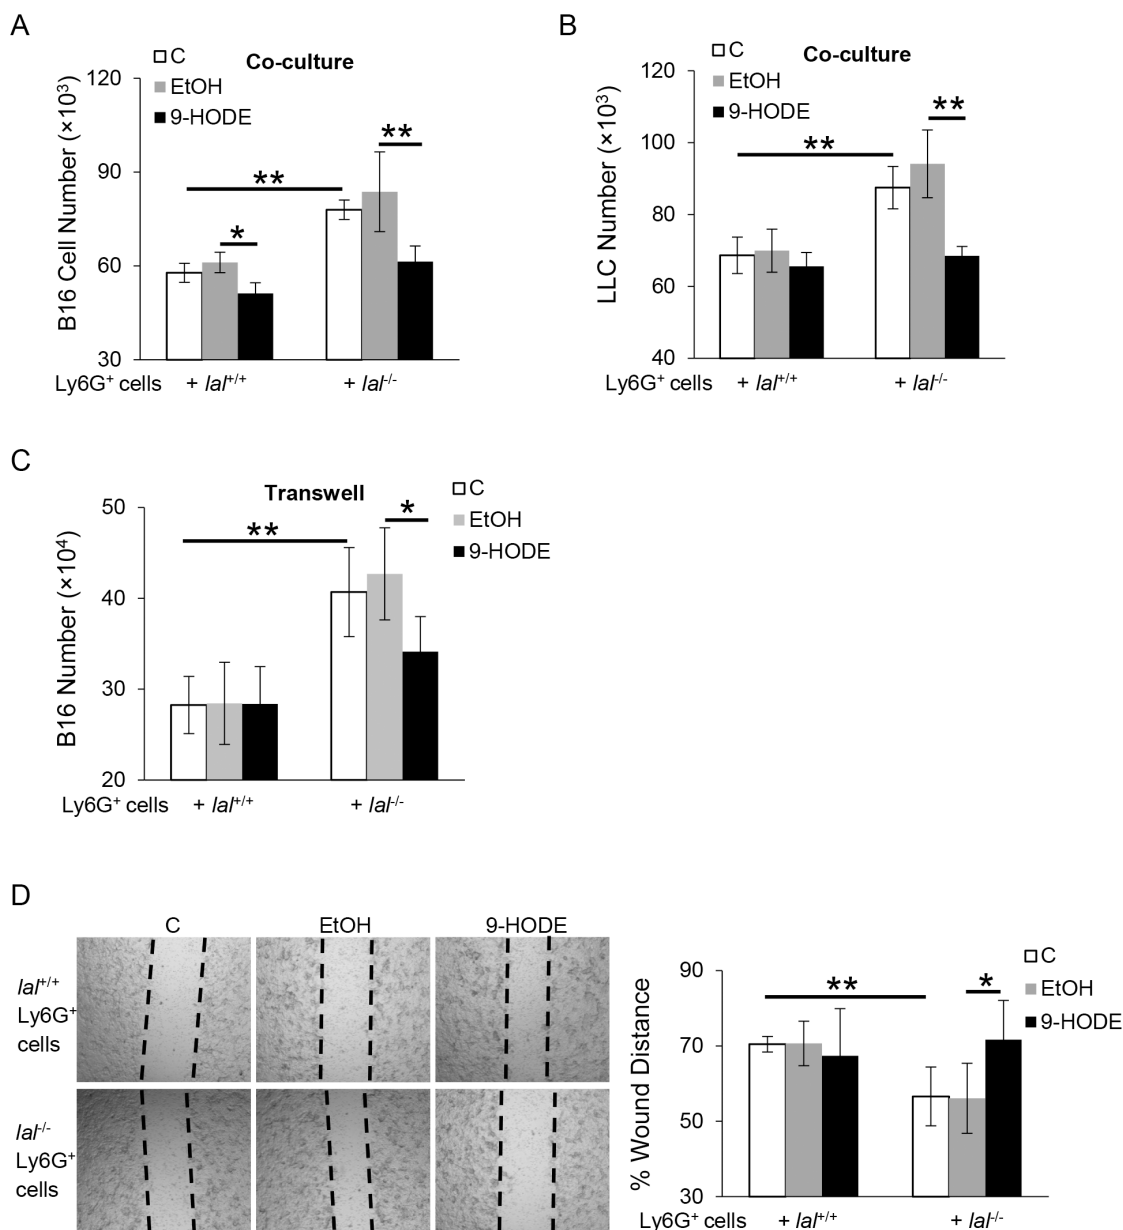 A
C
EtOH
9-HODE
Co-culture
B16 Cell Number (×10³)
120
90
60
30
**
*
**
Ly6G⁺ cells
+ lal⁺/⁺
+ lal⁻/⁻
B
C
EtOH
9-HODE
Co-culture
LLC Number (×10³)
120
100
80
60
40
**
**
Ly6G⁺ cells
+ lal⁺/⁺
+ lal⁻/⁻
C
Transwell
C
EtOH
9-HODE
B16 Number (×10⁴)
50
40
30
20
**
*
Ly6G⁺ cells
+ lal⁺/⁺
+ lal⁻/⁻
D
C
EtOH
9-HODE
lal⁺/⁺
Ly6G⁺
cells
lal⁻/⁻
Ly6G⁺
cells
C
EtOH
9-HODE
% Wound Distance
90
70
50
30
**
*
Ly6G⁺ cells
+ lal⁺/⁺
+ lal⁻/⁻